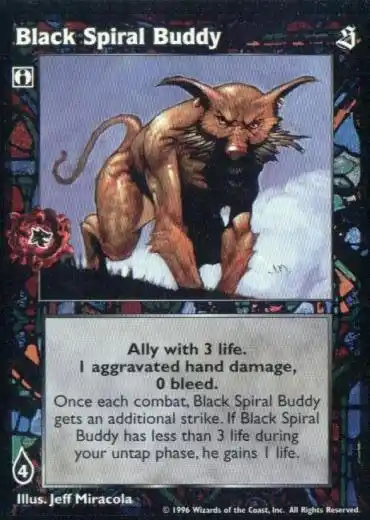 Black Spiral Buddy
Ally with 3 life.
1 aggravated hand damage,
0 bleed.
Once each combat, Black Spiral Buddy
gets an additional strike. If Black Spiral
Buddy has less than 3 life during
your untap phase, he gains 1 life.
4
Illus. Jeff Miracola
© 1996 Wizards of the Coast, Inc. All Rights Reserved.